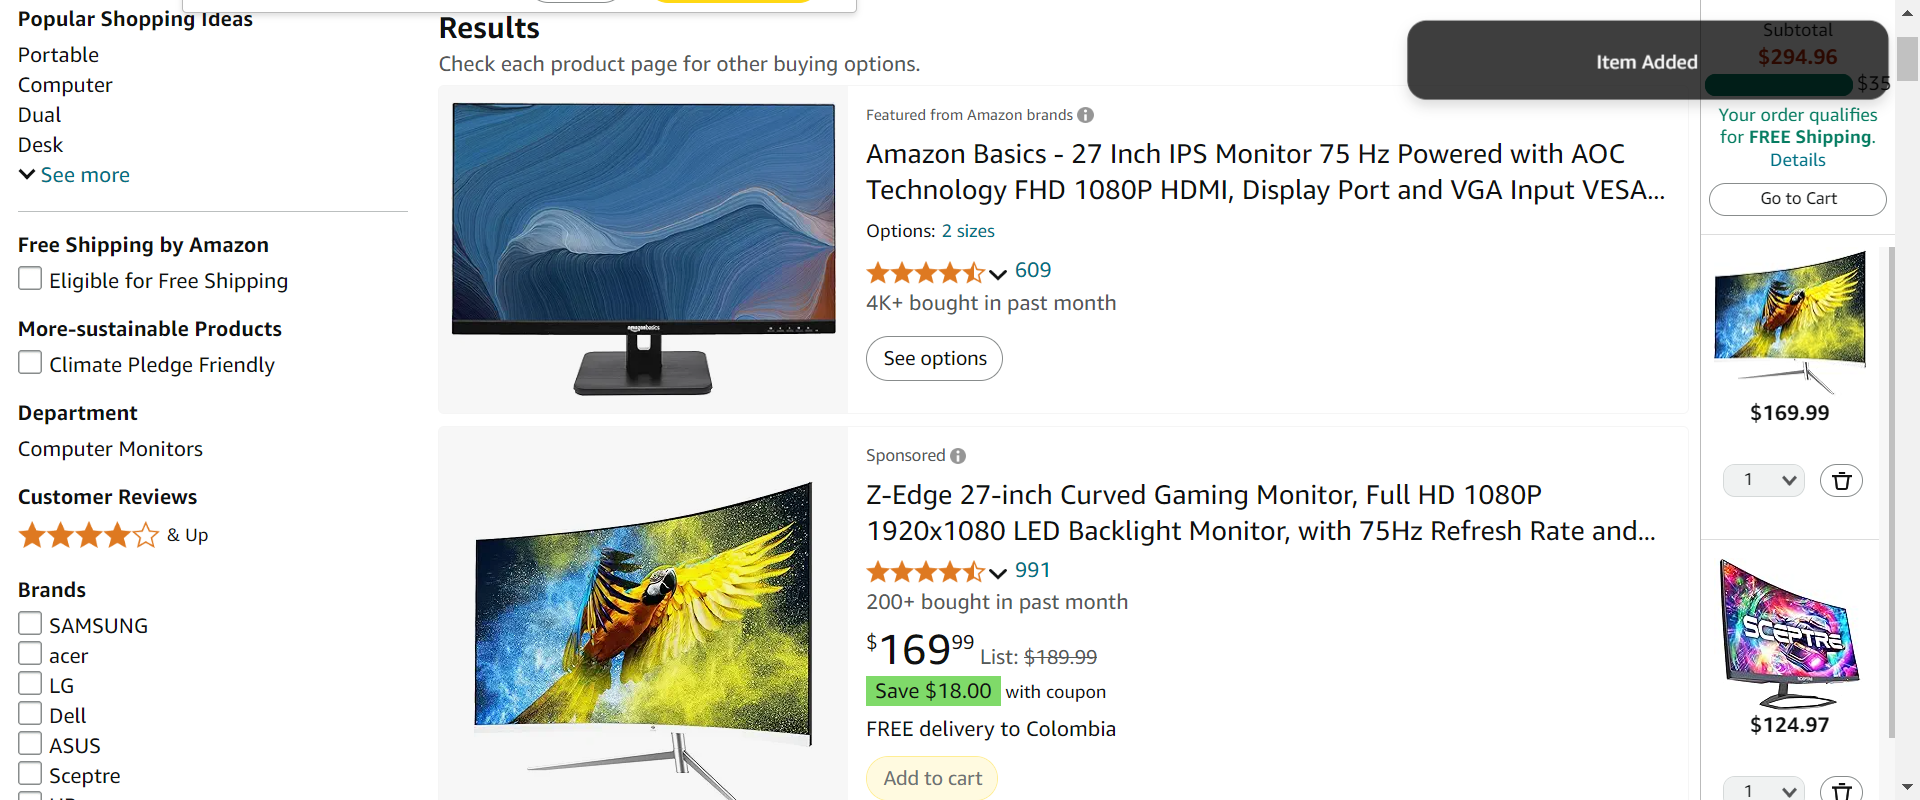 Popular Shopping Ideas
Portable
Computer
Dual
Desk
See more
Free Shipping by Amazon
Eligible for Free Shipping
More-sustainable Products
Climate Pledge Friendly
Department
Computer Monitors
Customer Reviews
& Up
Brands
SAMSUNG
acer
LG
Dell
ASUS
Sceptre
Results
Check each product page for other buying options.
amazonbasics
Featured from Amazon brands
Amazon Basics - 27 Inch IPS Monitor 75 Hz Powered with AOC
Technology FHD 1080P HDMI, Display Port and VGA Input VESA...
Options: 2 sizes
609
4K+ bought in past month
See options
Sponsored
Z-Edge 27-inch Curved Gaming Monitor, Full HD 1080P
1920x1080 LED Backlight Monitor, with 75Hz Refresh Rate and...
991
200+ bought in past month
$169.99 List: $189.99
Save $18.00 with coupon
FREE delivery to Colombia
Add to cart
Item Added
Subtotal
$294.96
$35
Your order qualifies
for FREE Shipping.
Details
Go to Cart
$169.99
1
SCEPTRE
$124.97
1